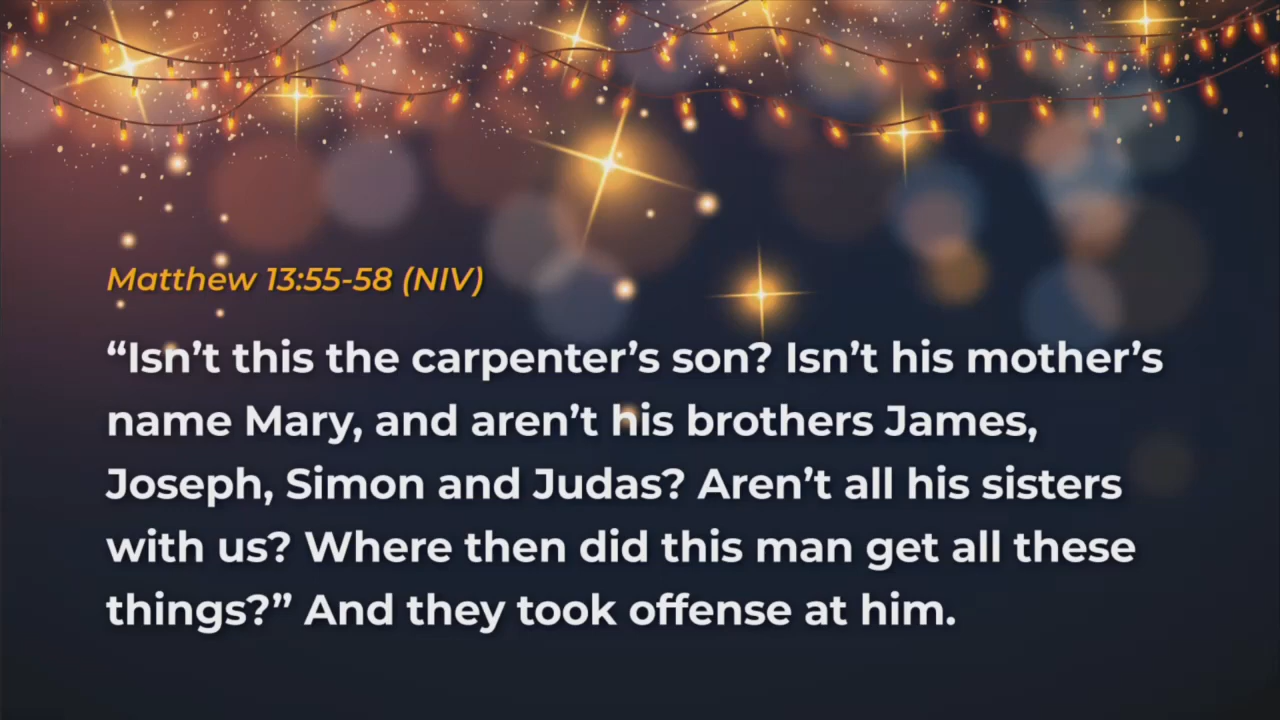 Matthew 13:55-58 (NIV)
“Isn’t this the carpenter’s son? Isn’t his mother’s
name Mary, and aren’t his brothers James,
Joseph, Simon and Judas? Aren’t all his sisters
with us? Where then did this man get all these
things?” And they took offense at him.